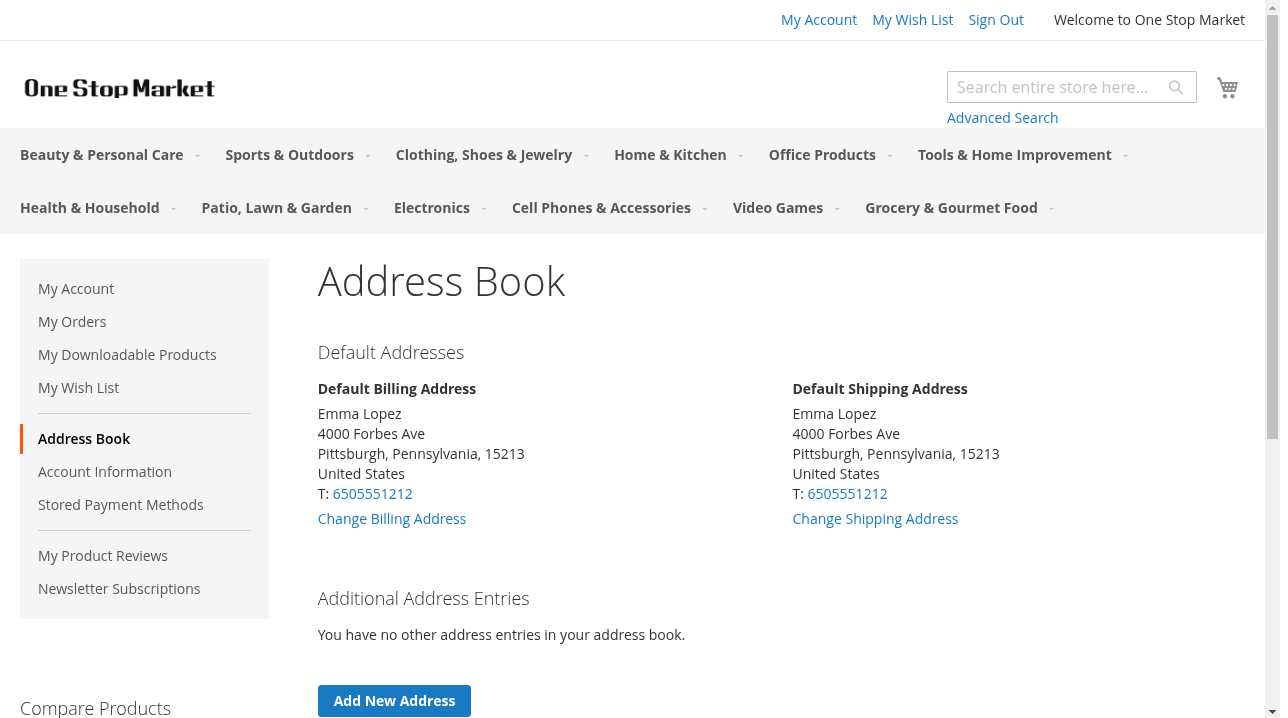 My Account My Wish List Sign Out Welcome to One Stop Market
One Stop Market
Search entire store here...
Advanced Search
Beauty & Personal Care Sports & Outdoors Clothing, Shoes & Jewelry Home & Kitchen Office Products Tools & Home Improvement
Health & Household Patio, Lawn & Garden Electronics Cell Phones & Accessories Video Games Grocery & Gourmet Food
My Account
My Orders
My Downloadable Products
My Wish List
Address Book
Account Information
Stored Payment Methods
My Product Reviews
Newsletter Subscriptions
Compare Products
Address Book
Default Addresses
Default Billing Address
Emma Lopez
4000 Forbes Ave
Pittsburgh, Pennsylvania, 15213
United States
T: 6505551212
Change Billing Address
Default Shipping Address
Emma Lopez
4000 Forbes Ave
Pittsburgh, Pennsylvania, 15213
United States
T: 6505551212
Change Shipping Address
Additional Address Entries
You have no other address entries in your address book.
Add New Address